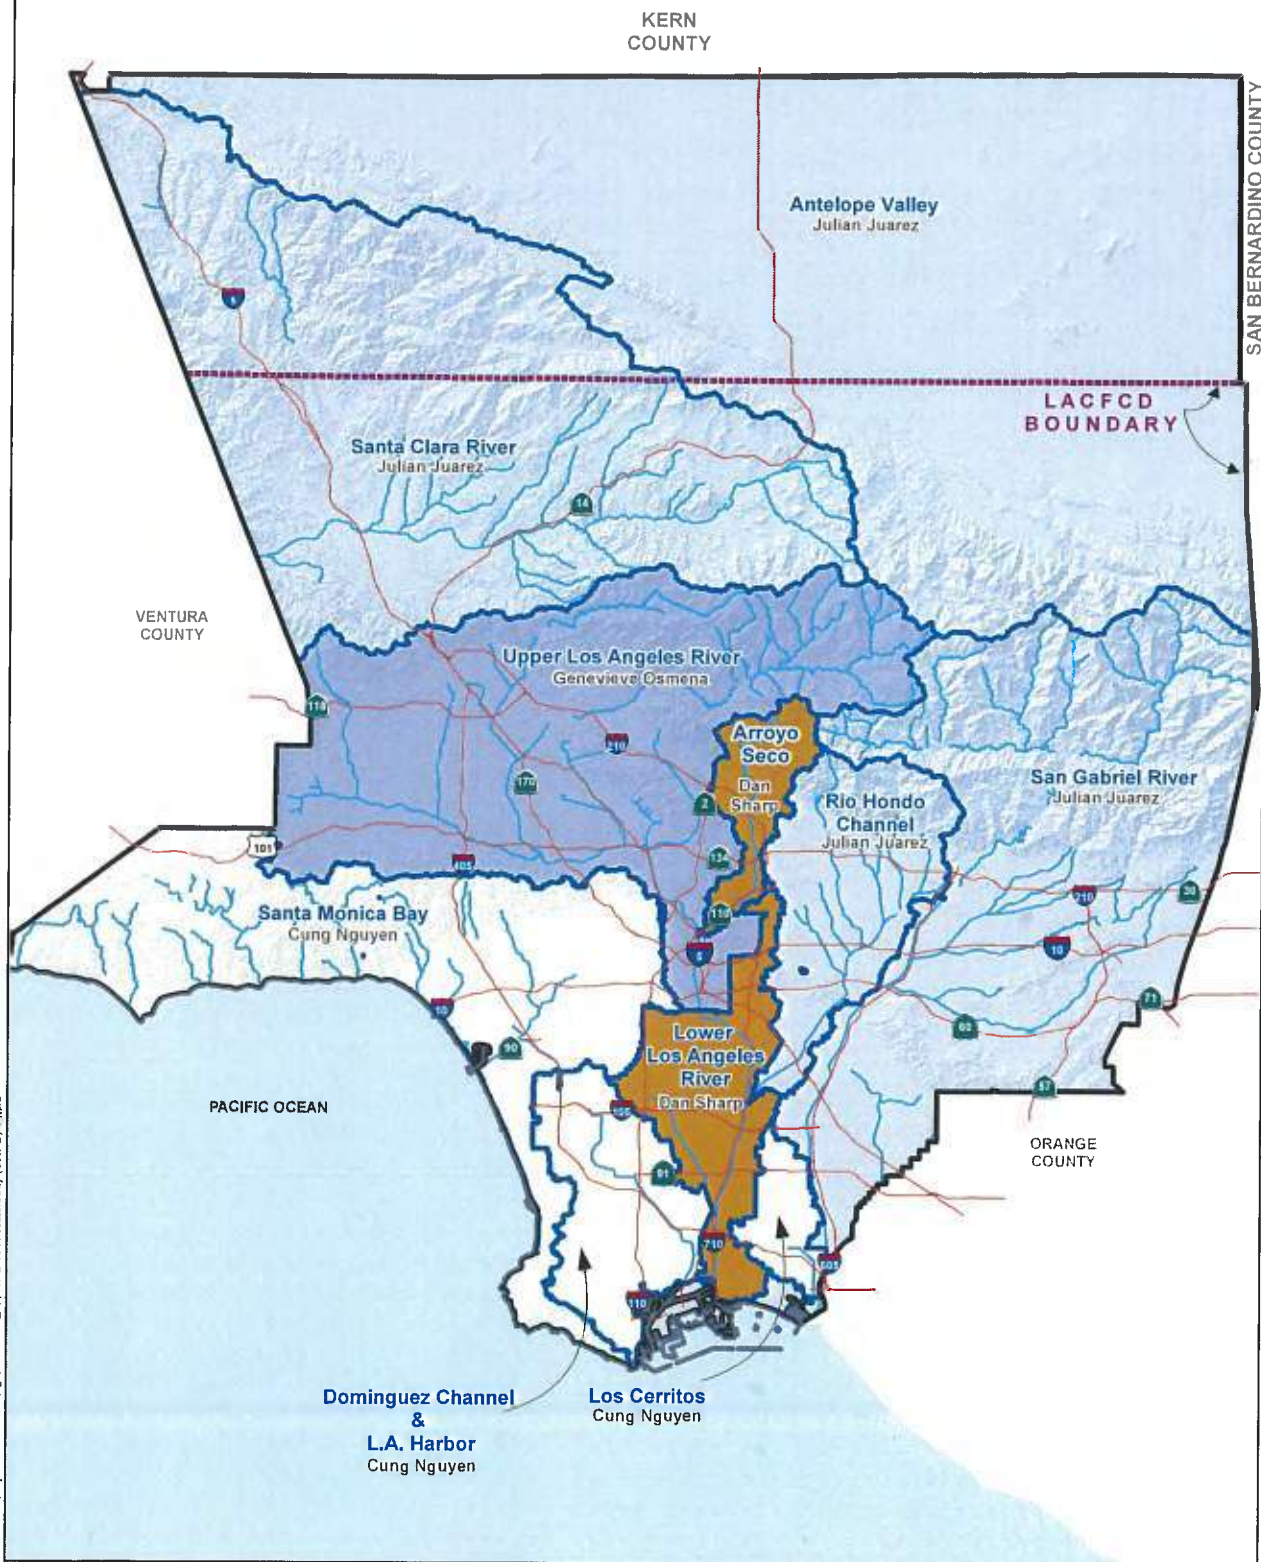 KERN
COUNTY
SAN BERNARDINO COUNTY
Antelope Valley
Julian Juarez
5
LACFCD
BOUNDARY
Santa Clara River
Julian Juarez
14
VENTURA
COUNTY
Upper Los Angeles River
Genevieve Osmena
118
210
Arroyo
Seco
Dan
Sharp
170
2
San Gabriel River
Julian Juarez
Rio Hondo
Channel
Julian Juarez
101
405
134
210
30
Santa Monica Bay
Cung Nguyen
110
5
10
71
10
60
90
Lower
Los Angeles
River
Dan Sharp
57
PACIFIC OCEAN
ORANGE
COUNTY
91
710
605
110
Dominguez Channel
&
L.A. Harbor
Cung Nguyen
Los Cerritos
Cung Nguyen